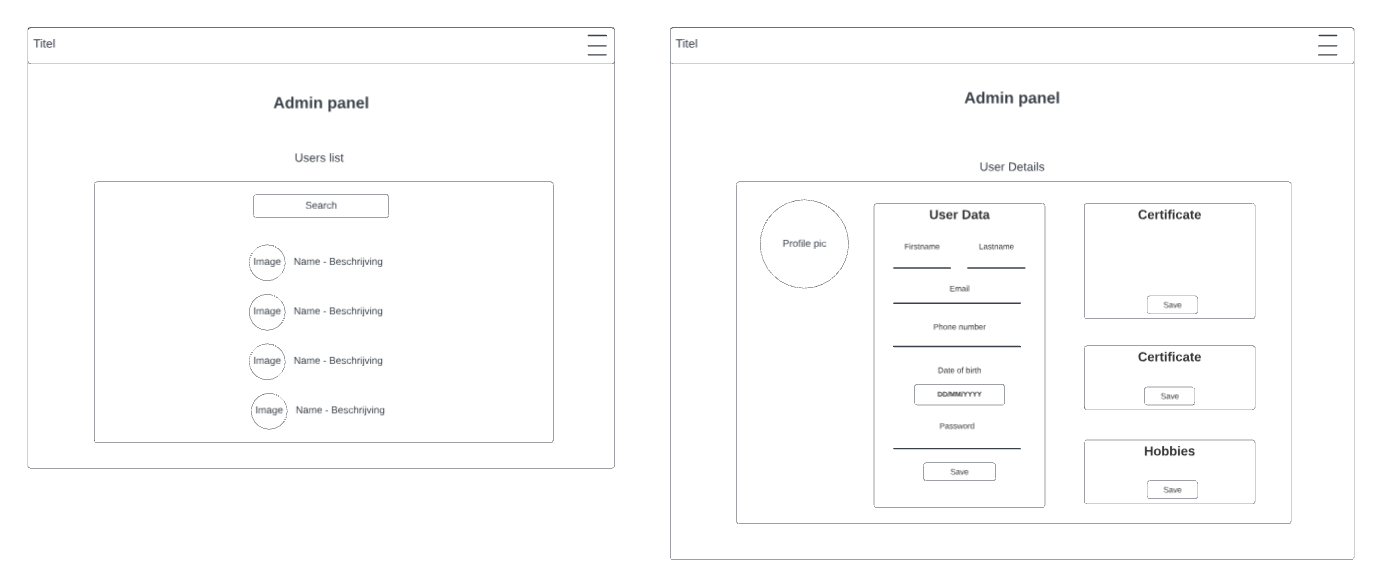 Titel
Admin panel
Users list
Search
Image Name - Beschrijving
Image Name - Beschrijving
Image Name - Beschrijving
Image Name - Beschrijving
Titel
Admin panel
User Details
Profile pic
User Data
Firstname Lastname
Email
Phone number
Date of birth
DD/MM/YYYY
Password
Save
Certificate
Save
Certificate
Save
Hobbies
Save